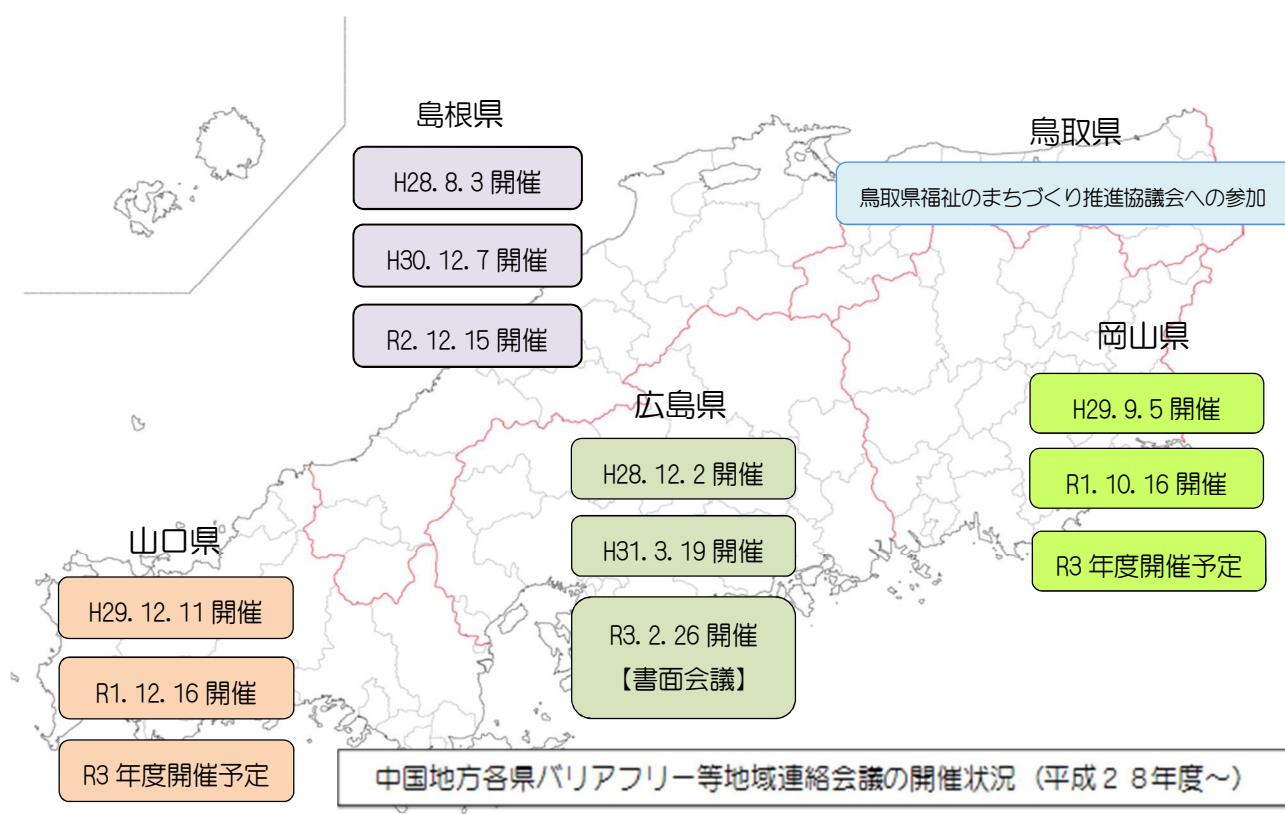 島根県
H28.8.3 開催
H30.12.7 開催
R2.12.15 開催
鳥取県
鳥取県福祉のまちづくり推進協議会への参加
岡山県
H29.9.5 開催
R1.10.16 開催
R3 年度開催予定
広島県
H28.12.2 開催
H31.3.19 開催
R3.2.26 開催
【書面会議】
山口県
H29.12.11 開催
R1.12.16 開催
R3 年度開催予定
中国地方各県バリアフリー等地域連絡会議の開催状況（平成２８年度～）